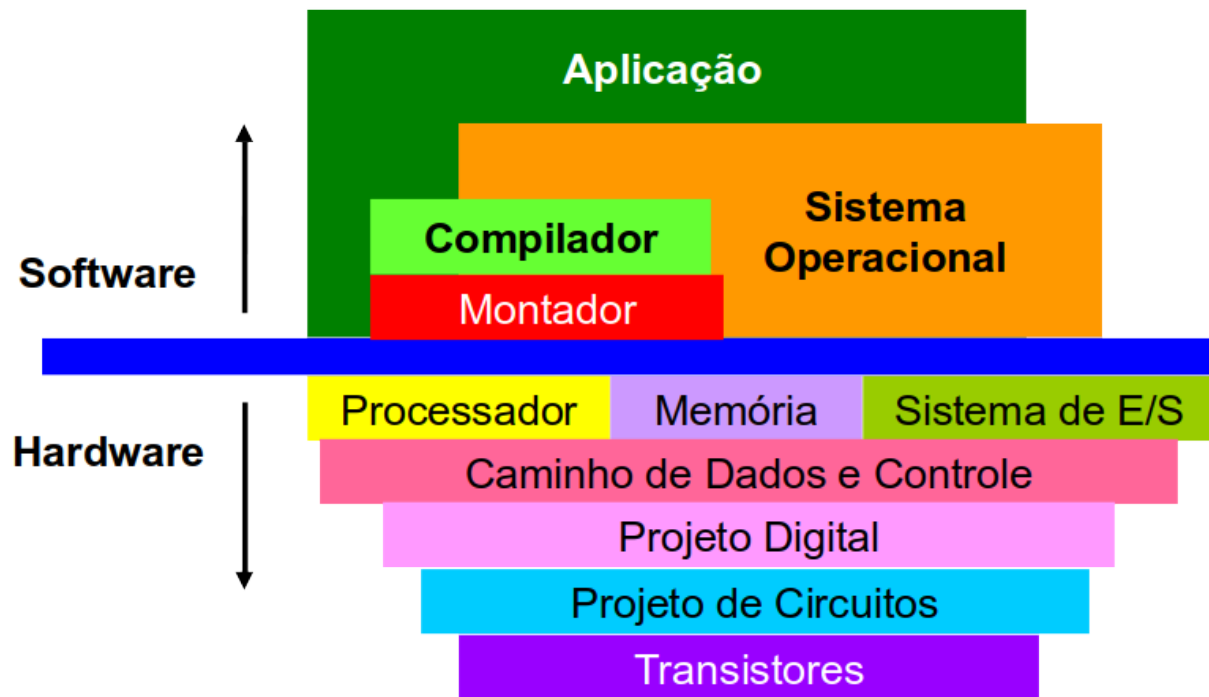 Aplicação
Sistema
Operacional
Compilador
Montador
Software
Hardware
Processador
Memória
Sistema de E/S
Caminho de Dados e Controle
Projeto Digital
Projeto de Circuitos
Transistores